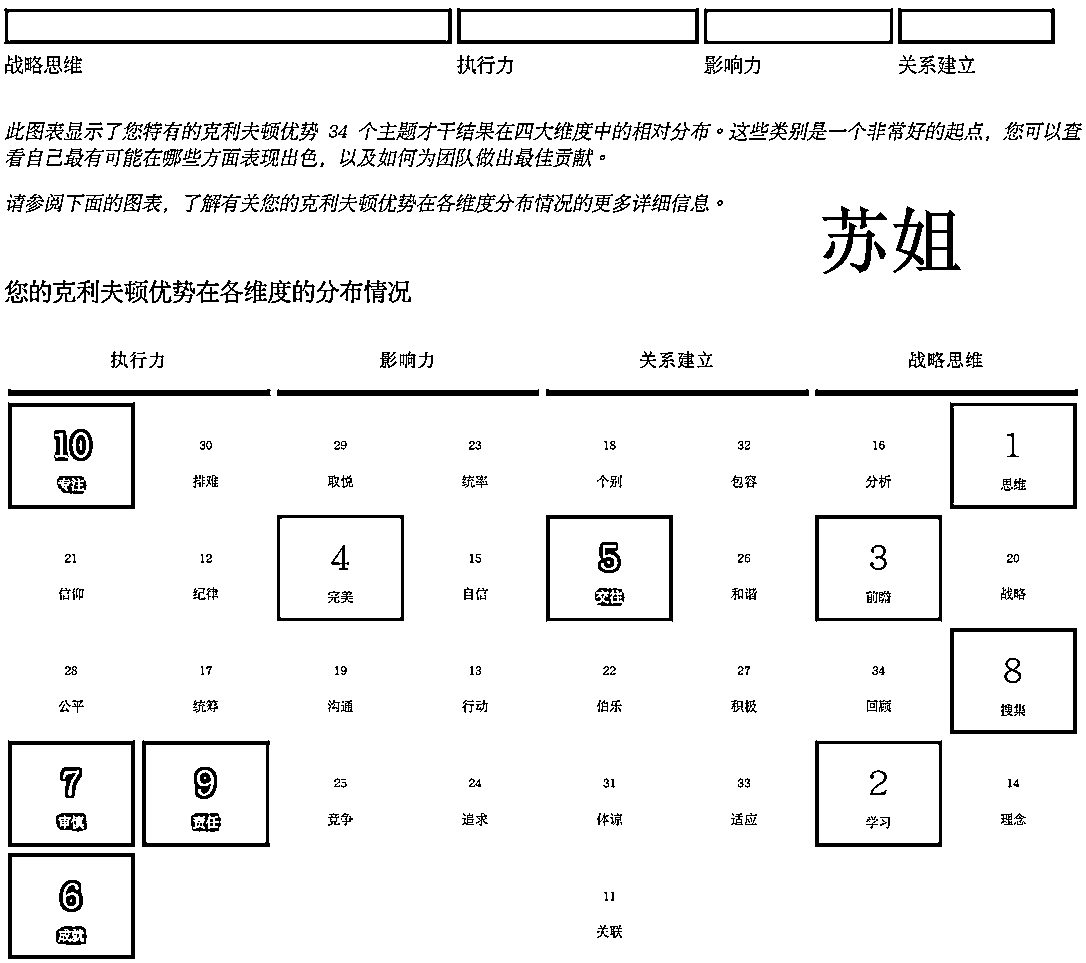 战略思维 执行力 影响力 关系建立
此图表显示了您特有的克利夫顿优势 34 个主题才干结果在四大维度中的相对分布。这些类别是一个非常好的起点，您可以查
看自己最有可能在哪些方面表现出色，以及如何为团队做出最佳贡献。
请参阅下面的图表，了解有关您的克利夫顿优势在各维度分布情况的更多详细信息。
苏姐
您的克利夫顿优势在各维度的分布情况
执行力 影响力 关系建立 战略思维
10 30 29 23 18 32 16 1
专注 排难 取悦 统率 个别 包容 分析 思维
21 12 4 15 5 26 3 20
信仰 纪律 完美 自信 交往 和谐 前瞻 战略
28 17 19 13 22 27 34 8
公平 统筹 沟通 行动 伯乐 积极 回顾 搜集
7 9 25 24 31 33 2 14
审慎 责任 竞争 追求 体谅 适应 学习 理念
6 11
成就 关联